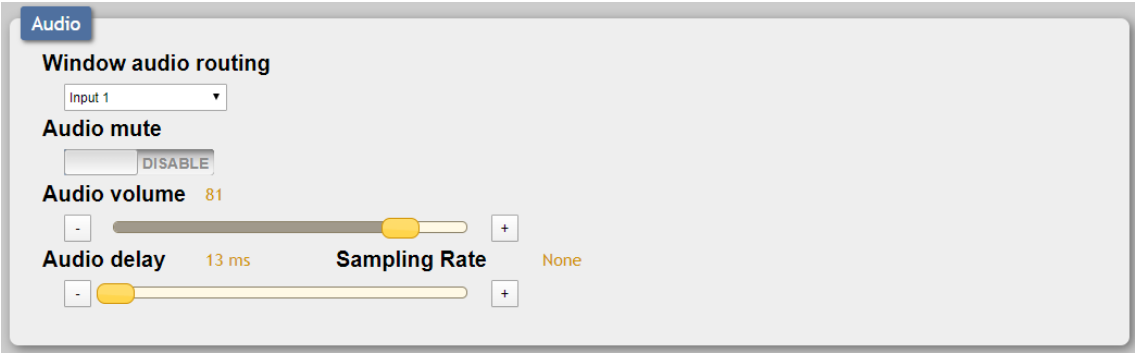 Audio
Window audio routing
Input 1
Audio mute
DISABLE
Audio volume 81
- +
Audio delay 13 ms Sampling Rate None
- +